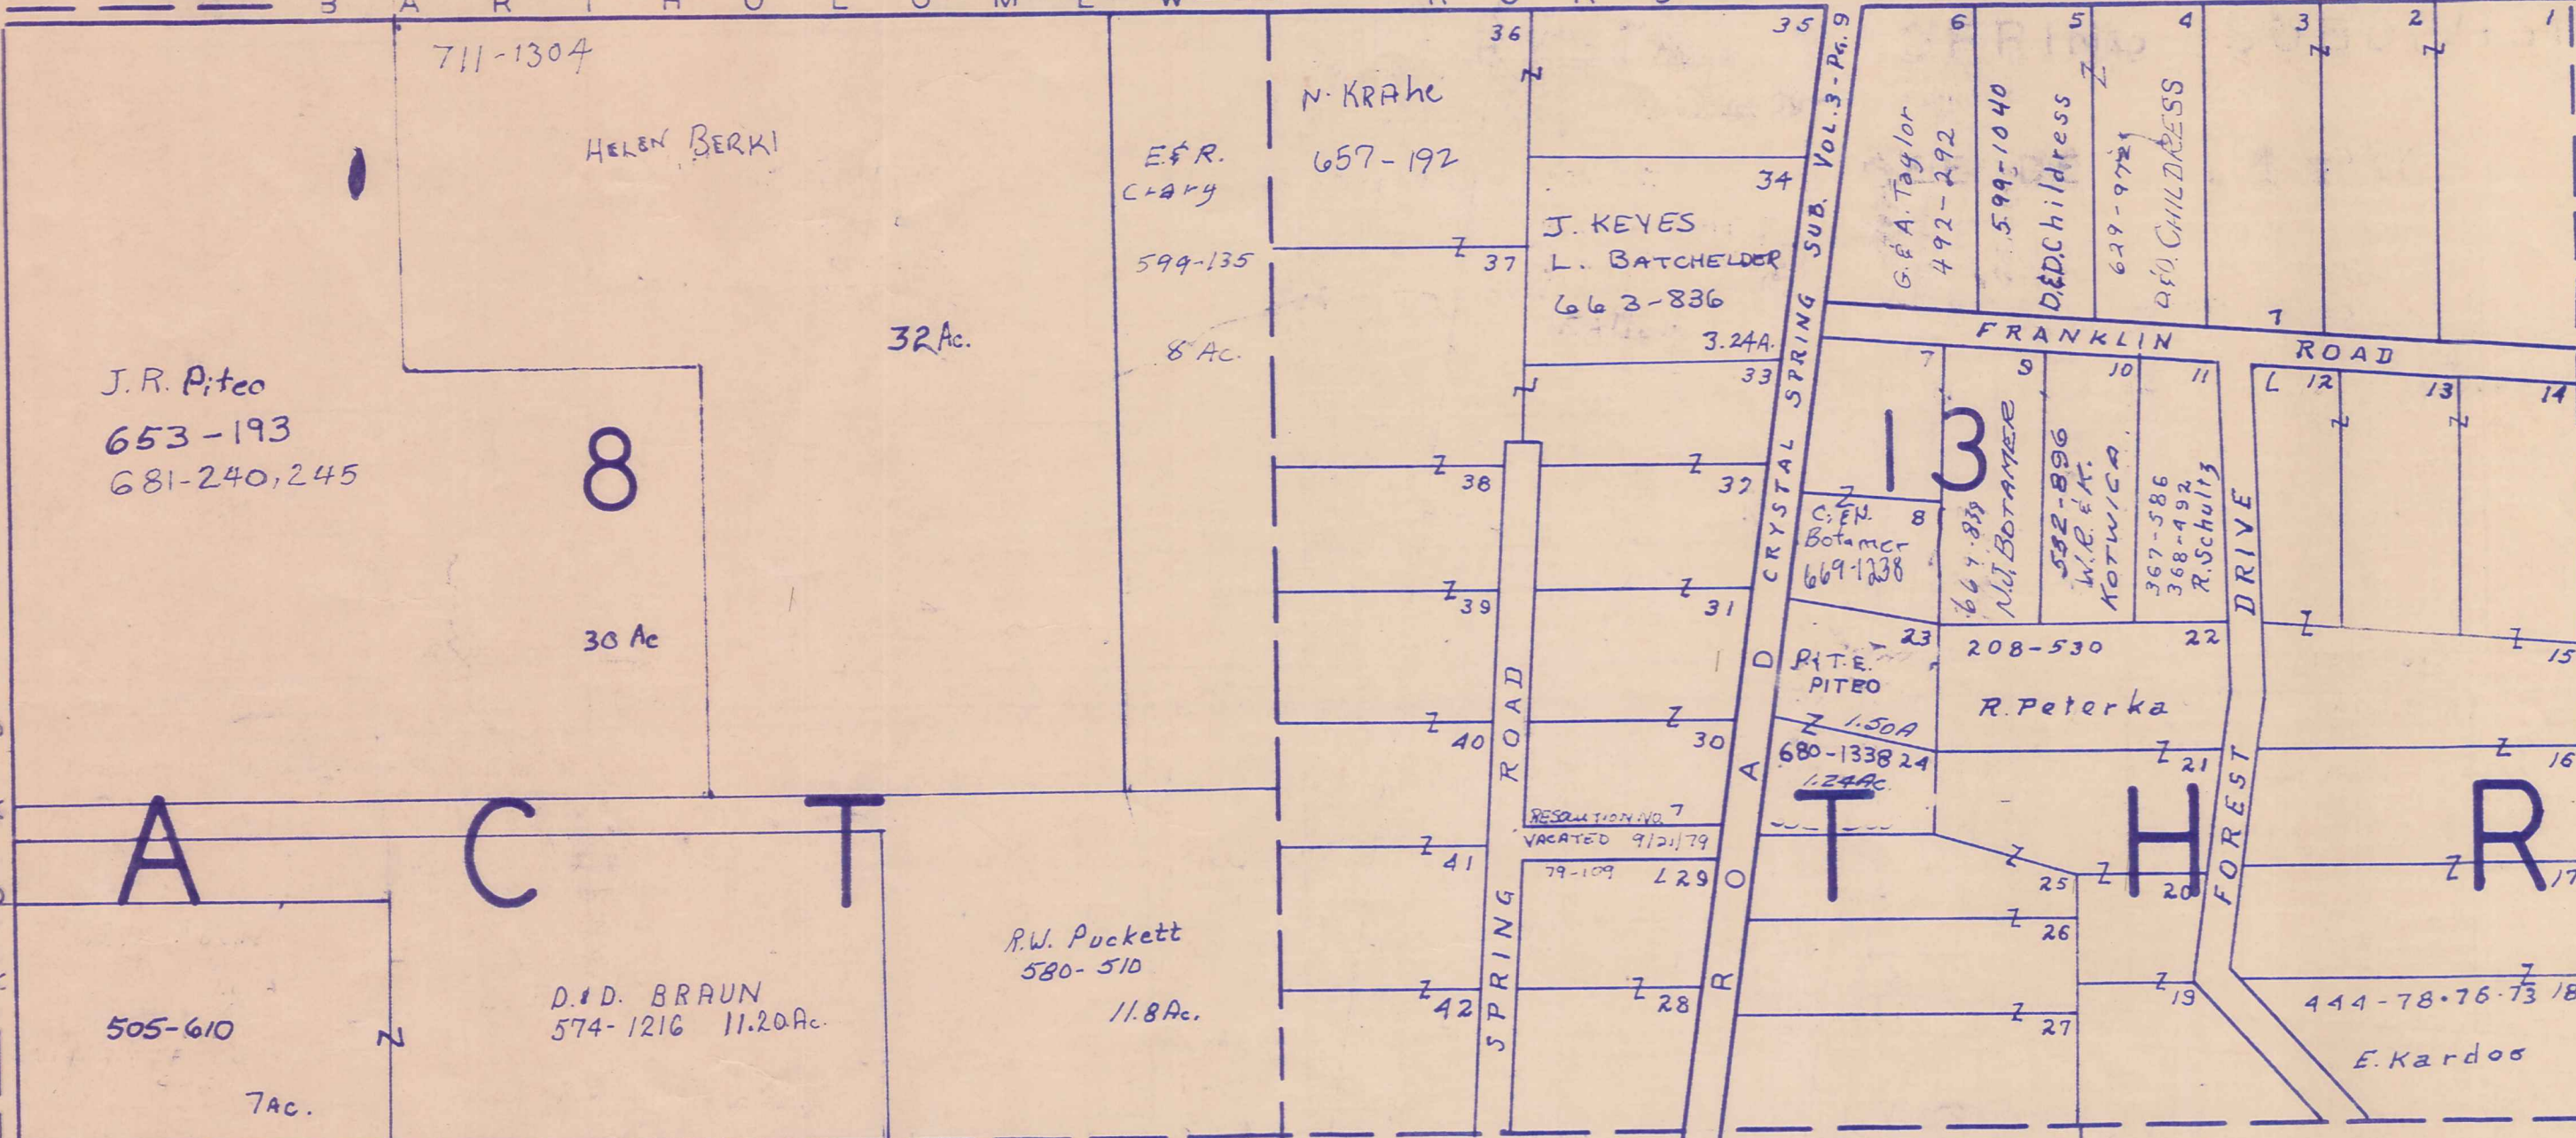 B A R T H O L O M E W
711-1304
HELEN BERKI
32 Ac.
E. & R.
Crary
599-135
8 Ac.
J.R. Piteo
653-193
681-240,245
8
30 Ac
A C T
505-610
7 Ac.
D. & D. BRAUN
574-1216 11.20 Ac.
R.W. Puckett
580-510
11.8 Ac.
36
N. KRAhe
657-192
37
38
39
40
41
42
SPRING ROAD
35
34
J. KEYES
L. BATCHELDER
663-836
3.24A.
33
32
31
30
RESOLUTION NO. 7
VACATED 9/21/79
79-109 L 29
28
CRYSTAL SPRING SUB. VOL. 3 - PG. 9
ROAD
6
G. & A. Taylor
492-292
5
599-1040
D.&D. Childress
4
D.&D. CHILDRESS
3
2
1
7
FRANKLIN ROAD
13
7
8
C. & N.
Botamer
669-1238
9
N.J. BOTAMER
10
532-896
W.R. & K.
KOTWICA
11
367-586
368-492
R. Schultz
L 12
13
14
15
16
17
18
FOREST DRIVE
23
P. & T.E.
PITEO
1.50A
680-1338 24
1.24 Ac.
208-530 22
R. Peterka
21
20
19
25
26
27
T H R
444-78·76·73
E. Kardos